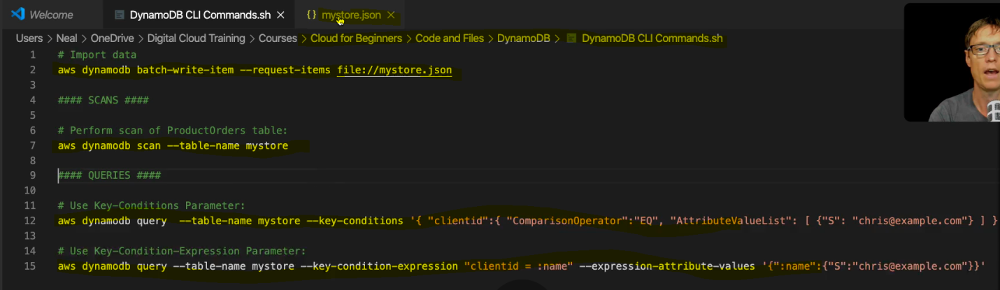 Welcome
DynamoDB CLI Commands.sh
{} mystore.json
Users > Neal > OneDrive > Digital Cloud Training > Courses > Cloud for Beginners > Code and Files > DynamoDB > DynamoDB CLI Commands.sh
1 # Import data
2 aws dynamodb batch-write-item --request-items file://mystore.json
3
4 #### SCANS ####
5
6 # Perform scan of ProductOrders table:
7 aws dynamodb scan --table-name mystore
8
9 #### QUERIES ####
10
11 # Use Key-Conditions Parameter:
12 aws dynamodb query  --table-name mystore --key-conditions '{ "clientid":{ "ComparisonOperator":"EQ", "AttributeValueList": [ {"S": "chris@example.com"} ] }
13
14 # Use Key-Condition-Expression Parameter:
15 aws dynamodb query --table-name mystore --key-condition-expression "clientid = :name" --expression-attribute-values '{":name":{"S":"chris@example.com"}}'